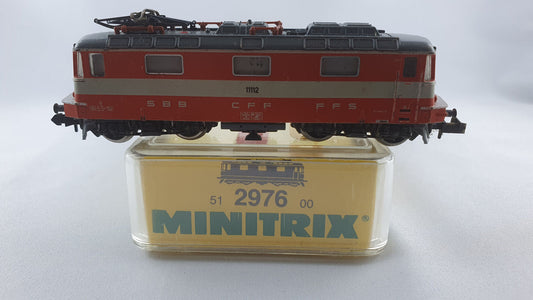 11112
SBB CFF FFS
51 2976 00
MINITRIX®